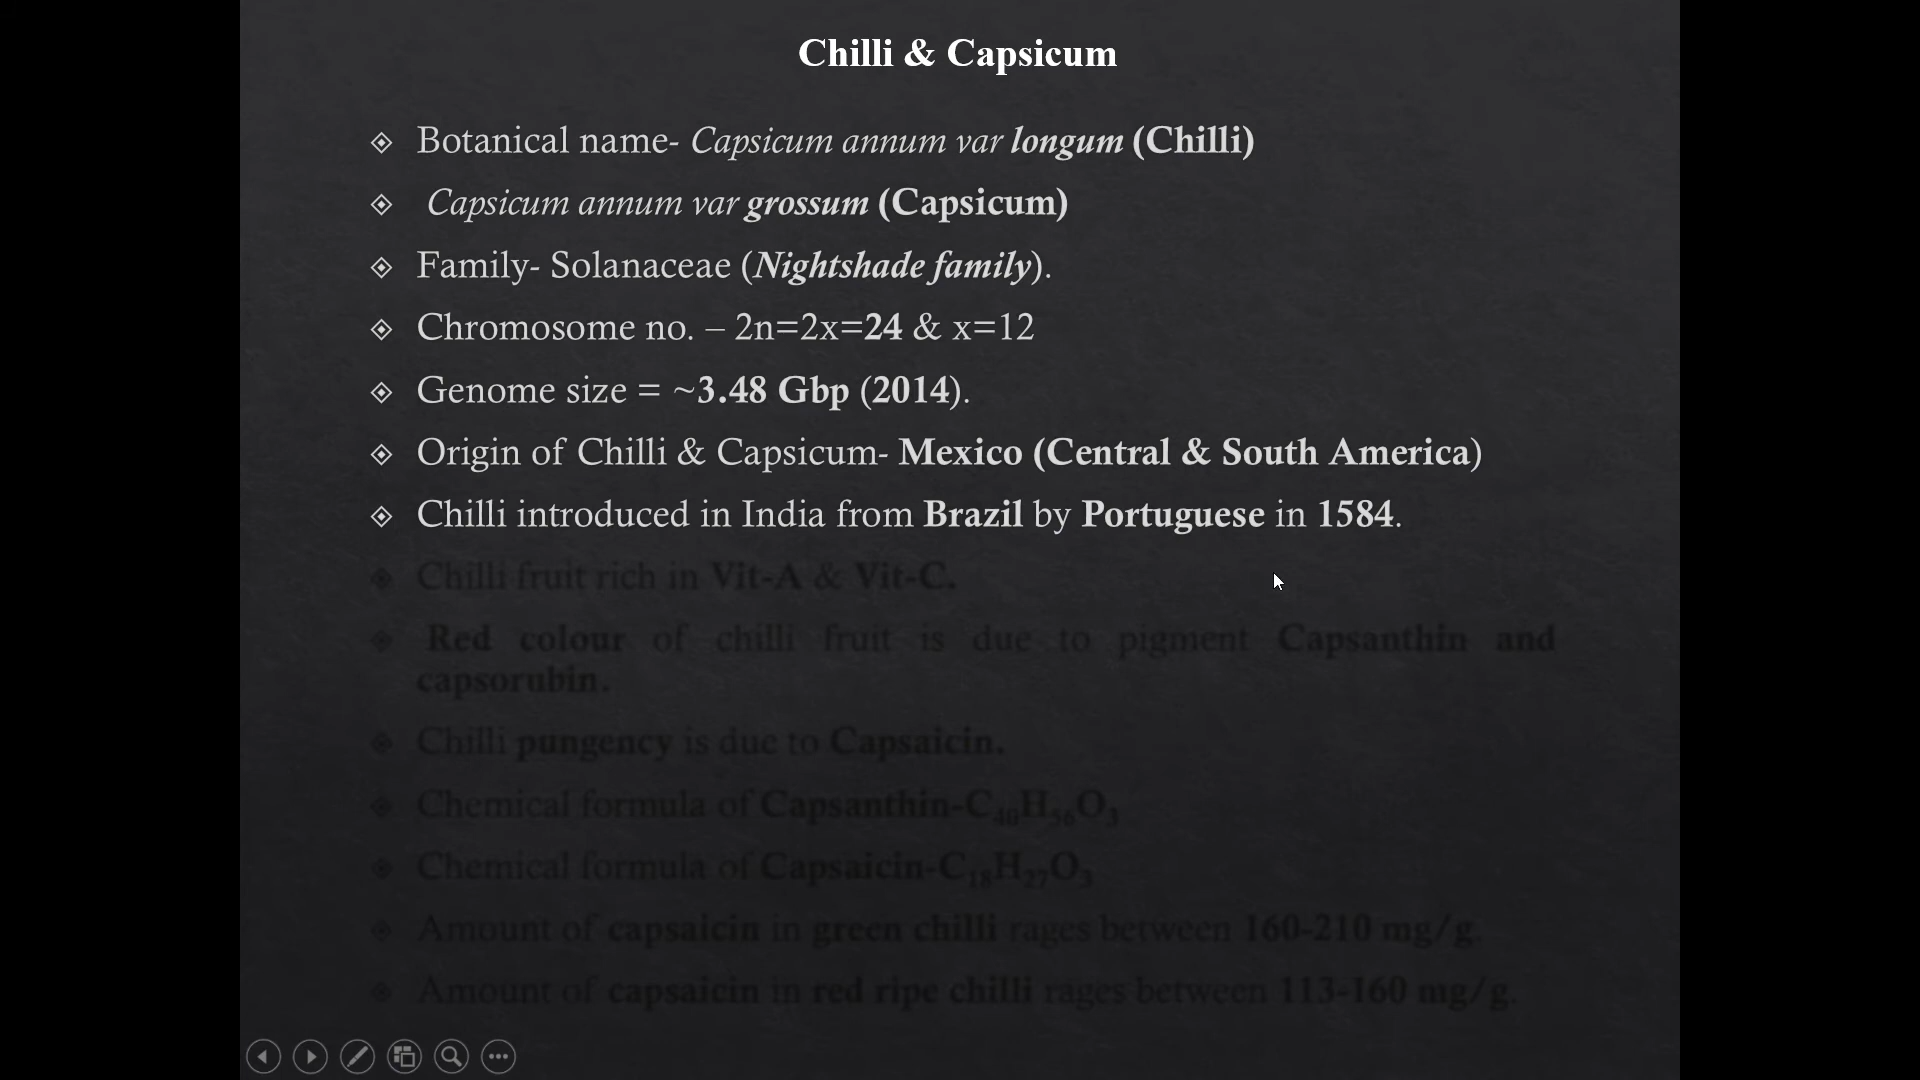 Chilli & Capsicum
Botanical name- Capsicum annum var longum (Chilli)
Capsicum annum var grossum (Capsicum)
Family- Solanaceae (Nightshade family).
Chromosome no. – 2n=2x=24 & x=12
Genome size = ~3.48 Gbp (2014).
Origin of Chilli & Capsicum- Mexico (Central & South America)
Chilli introduced in India from Brazil by Portuguese in 1584.
Chilli fruit rich in Vit-A & Vit-C.
Red colour of chilli fruit is due to pigment Capsanthin and
capsorubin.
Chilli pungency is due to Capsaicin.
Chemical formula of Capsanthin-C₄₀H₅₆O₃
Chemical formula of Capsaicin-C₁₈H₂₇O₃
Amount of capsaicin in green chilli rages between 160-210 mg/g.
Amount of capsaicin in red ripe chilli rages between 113-160 mg/g.